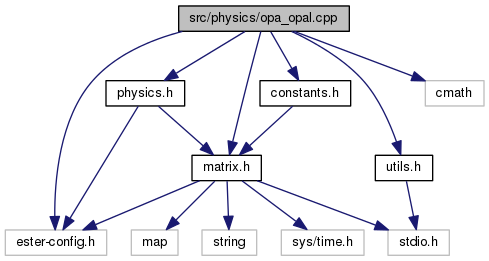 src/physics/opa_opal.cpp
physics.h
constants.h
cmath
matrix.h
utils.h
ester-config.h
map
string
sys/time.h
stdio.h